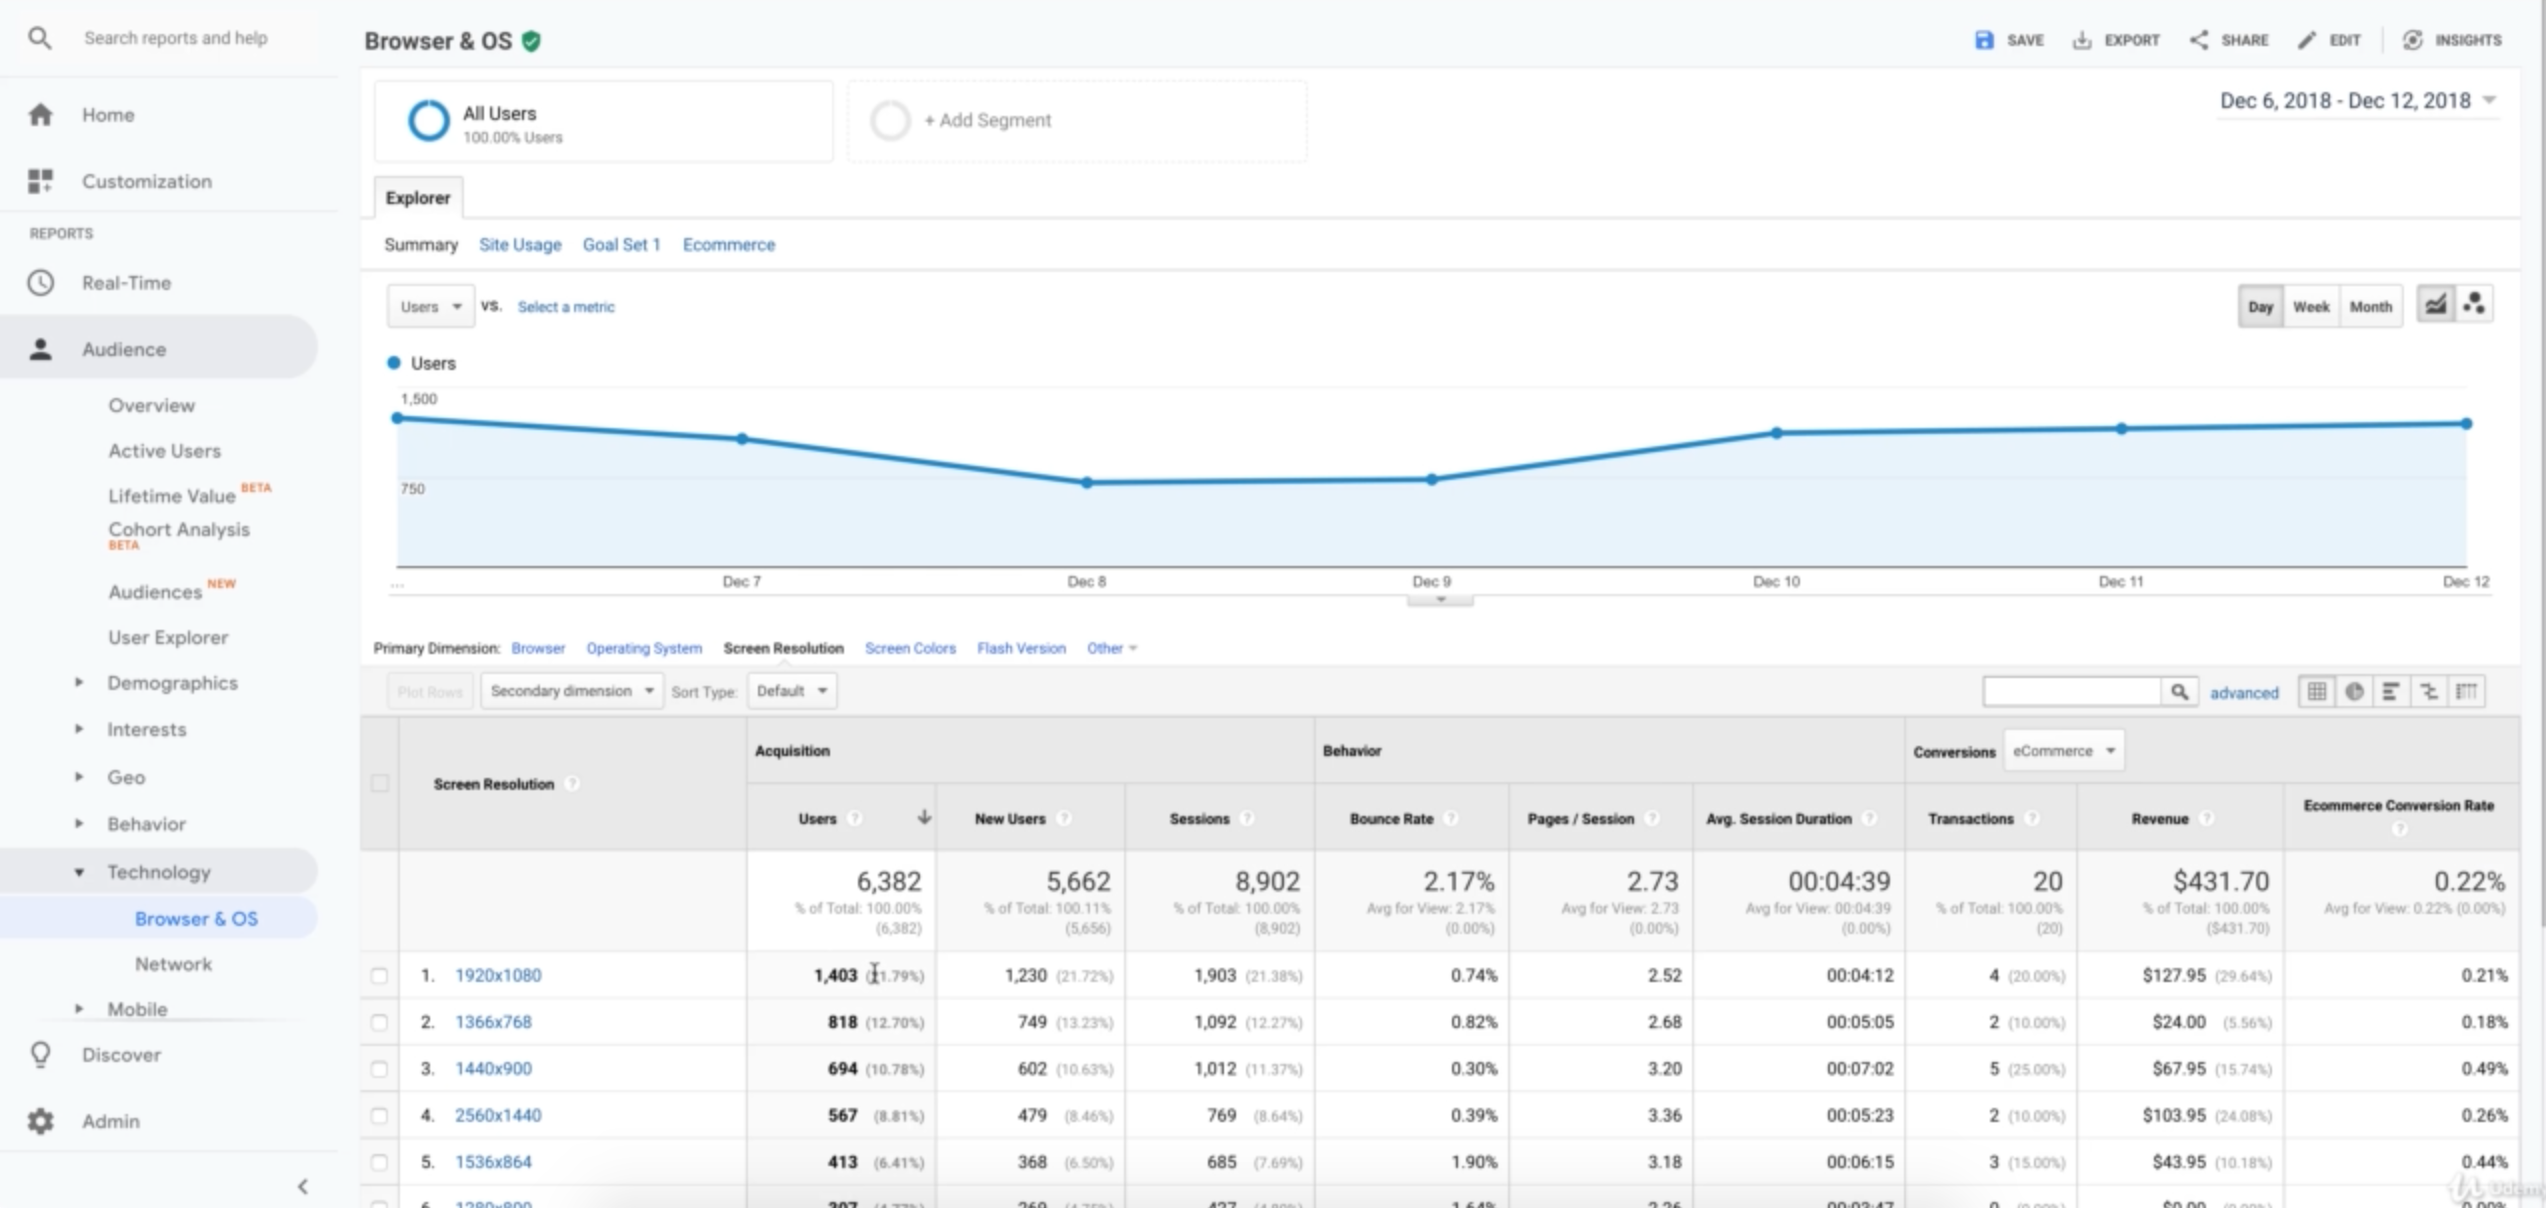 Search reports and help
Browser & OS
SAVE
EXPORT
SHARE
EDIT
INSIGHTS
Home
Customization
REPORTS
Real-Time
Audience
Overview
Active Users
Lifetime Value BETA
Cohort Analysis
BETA
Audiences NEW
User Explorer
Demographics
Interests
Geo
Behavior
Technology
Browser & OS
Network
Mobile
Discover
Admin
All Users
100.00% Users
+ Add Segment
Dec 6, 2018 - Dec 12, 2018
Explorer
Summary Site Usage Goal Set 1 Ecommerce
Users VS. Select a metric
Day Week Month
Users
1,500
750
... Dec 7 Dec 8 Dec 9 Dec 10 Dec 11 Dec 12
Primary Dimension: Browser Operating System Screen Resolution Screen Colors Flash Version Other
Plot Rows Secondary dimension Sort Type: Default
advanced
Acquisition Behavior Conversions eCommerce
Screen Resolution
Users New Users Sessions Bounce Rate Pages / Session Avg. Session Duration Transactions Revenue Ecommerce Conversion Rate
6,382 5,662 8,902 2.17% 2.73 00:04:39 20 $431.70 0.22%
% of Total: 100.00% % of Total: 100.11% % of Total: 100.00% Avg for View: 2.17% Avg for View: 2.73 Avg for View: 00:04:39 % of Total: 100.00% % of Total: 100.00% Avg for View: 0.22% (0.00%)
(6,382) (5,656) (8,902) (0.00%) (0.00%) (0.00%) (20) ($431.70)
1. 1920x1080 1,403 1,230 (21.72%) 1,903 (21.38%) 0.74% 2.52 00:04:12 4 (20.00%) $127.95 (29.64%) 0.21%
2. 1366x768 818 (12.70%) 749 (13.23%) 1,092 (12.27%) 0.82% 2.68 00:05:05 2 (10.00%) $24.00 (5.56%) 0.18%
3. 1440x900 694 (10.78%) 602 (10.63%) 1,012 (11.37%) 0.30% 3.20 00:07:02 5 (25.00%) $67.95 (15.74%) 0.49%
4. 2560x1440 567 (8.81%) 479 (8.46%) 769 (8.64%) 0.39% 3.36 00:05:23 2 (10.00%) $103.95 (24.08%) 0.26%
5. 1536x864 413 (6.41%) 368 (6.50%) 685 (7.69%) 1.90% 3.18 00:06:15 3 (15.00%) $43.95 (10.18%) 0.44%